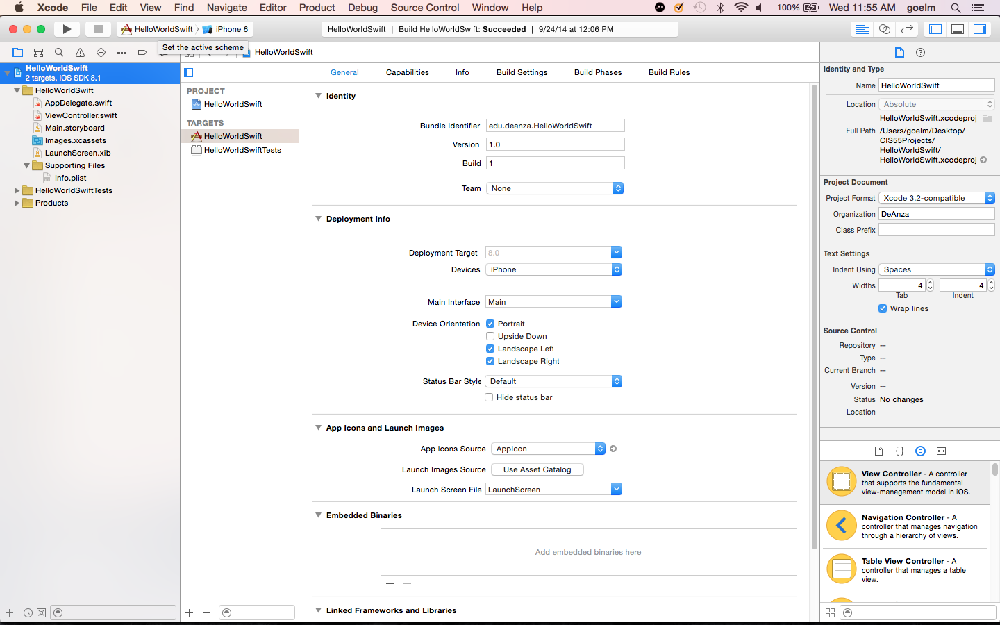 Xcode File Edit View Find Navigate Editor Product Debug Source Control Window Help 100% Wed 11:55 AM goelm
HelloWorldSwift iPhone 6 HelloWorldSwift | Build HelloWorldSwift: Succeeded | 9/24/14 at 12:06 PM
Set the active scheme
HelloWorldSwift
HelloWorldSwift
2 targets, iOS SDK 8.1
HelloWorldSwift
AppDelegate.swift
ViewController.swift
Main.storyboard
Images.xcassets
LaunchScreen.xib
Supporting Files
Info.plist
HelloWorldSwiftTests
Products
General Capabilities Info Build Settings Build Phases Build Rules
PROJECT
HelloWorldSwift
TARGETS
HelloWorldSwift
HelloWorldSwiftTests
Identity
Bundle Identifier edu.deanza.HelloWorldSwift
Version 1.0
Build 1
Team None
Deployment Info
Deployment Target 8.0
Devices iPhone
Main Interface Main
Device Orientation Portrait
Upside Down
Landscape Left
Landscape Right
Status Bar Style Default
Hide status bar
App Icons and Launch Images
App Icons Source AppIcon
Launch Images Source Use Asset Catalog
Launch Screen File LaunchScreen
Embedded Binaries
Add embedded binaries here
Linked Frameworks and Libraries
Identity and Type
Name HelloWorldSwift
Location Absolute
HelloWorldSwift.xcodeproj
Full Path /Users/goelm/Desktop/
CIS55Projects/
HelloWorldSwift/
HelloWorldSwift.xcodeproj
Project Document
Project Format Xcode 3.2-compatible
Organization DeAnza
Class Prefix
Text Settings
Indent Using Spaces
Widths 4 4
Tab Indent
Wrap lines
Source Control
Repository --
Type --
Current Branch --
Version --
Status No changes
Location
View Controller - A controller
that supports the fundamental
view-management model in iOS.
Navigation Controller - A
controller that manages navigation
through a hierarchy of views.
Table View Controller - A
controller that manages a table
view.